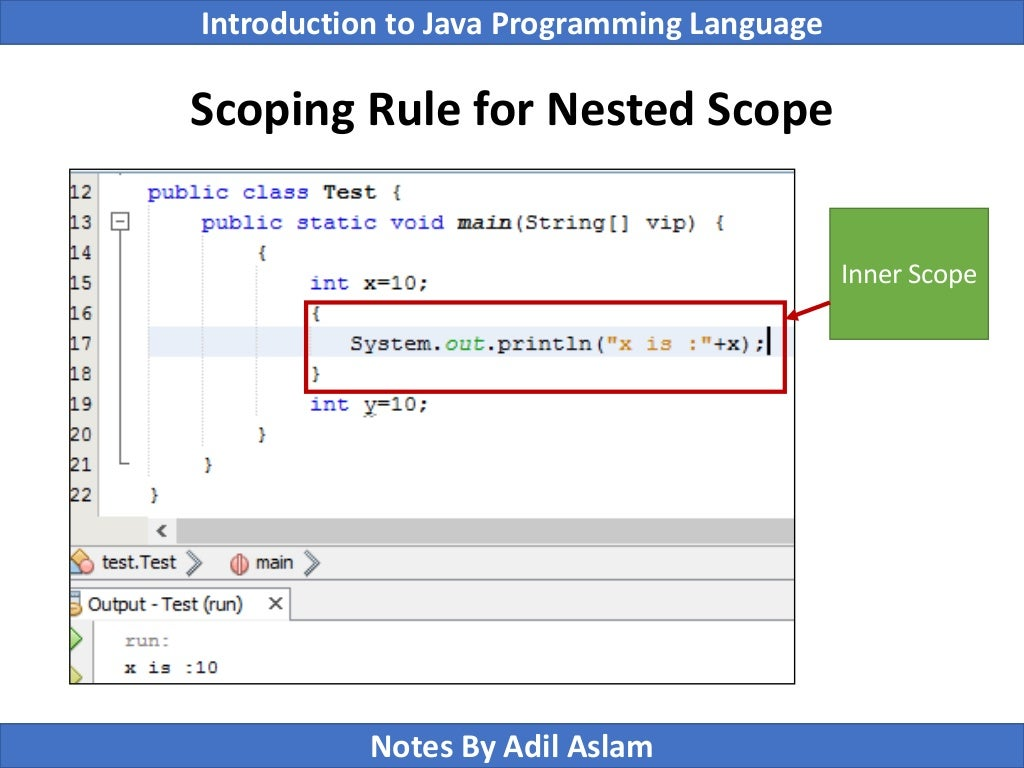 Introduction to Java Programming Language
Scoping Rule for Nested Scope
12 public class Test {
13 public static void main(String[] vip) {
14 {
15 int x=10;
16 {
17 System.out.println("x is :"+x);
18 }
19 int y=10;
20 }
21 }
22 }
Inner Scope
test.Test main
Output - Test (run)
run:
x is :10
Notes By Adil Aslam